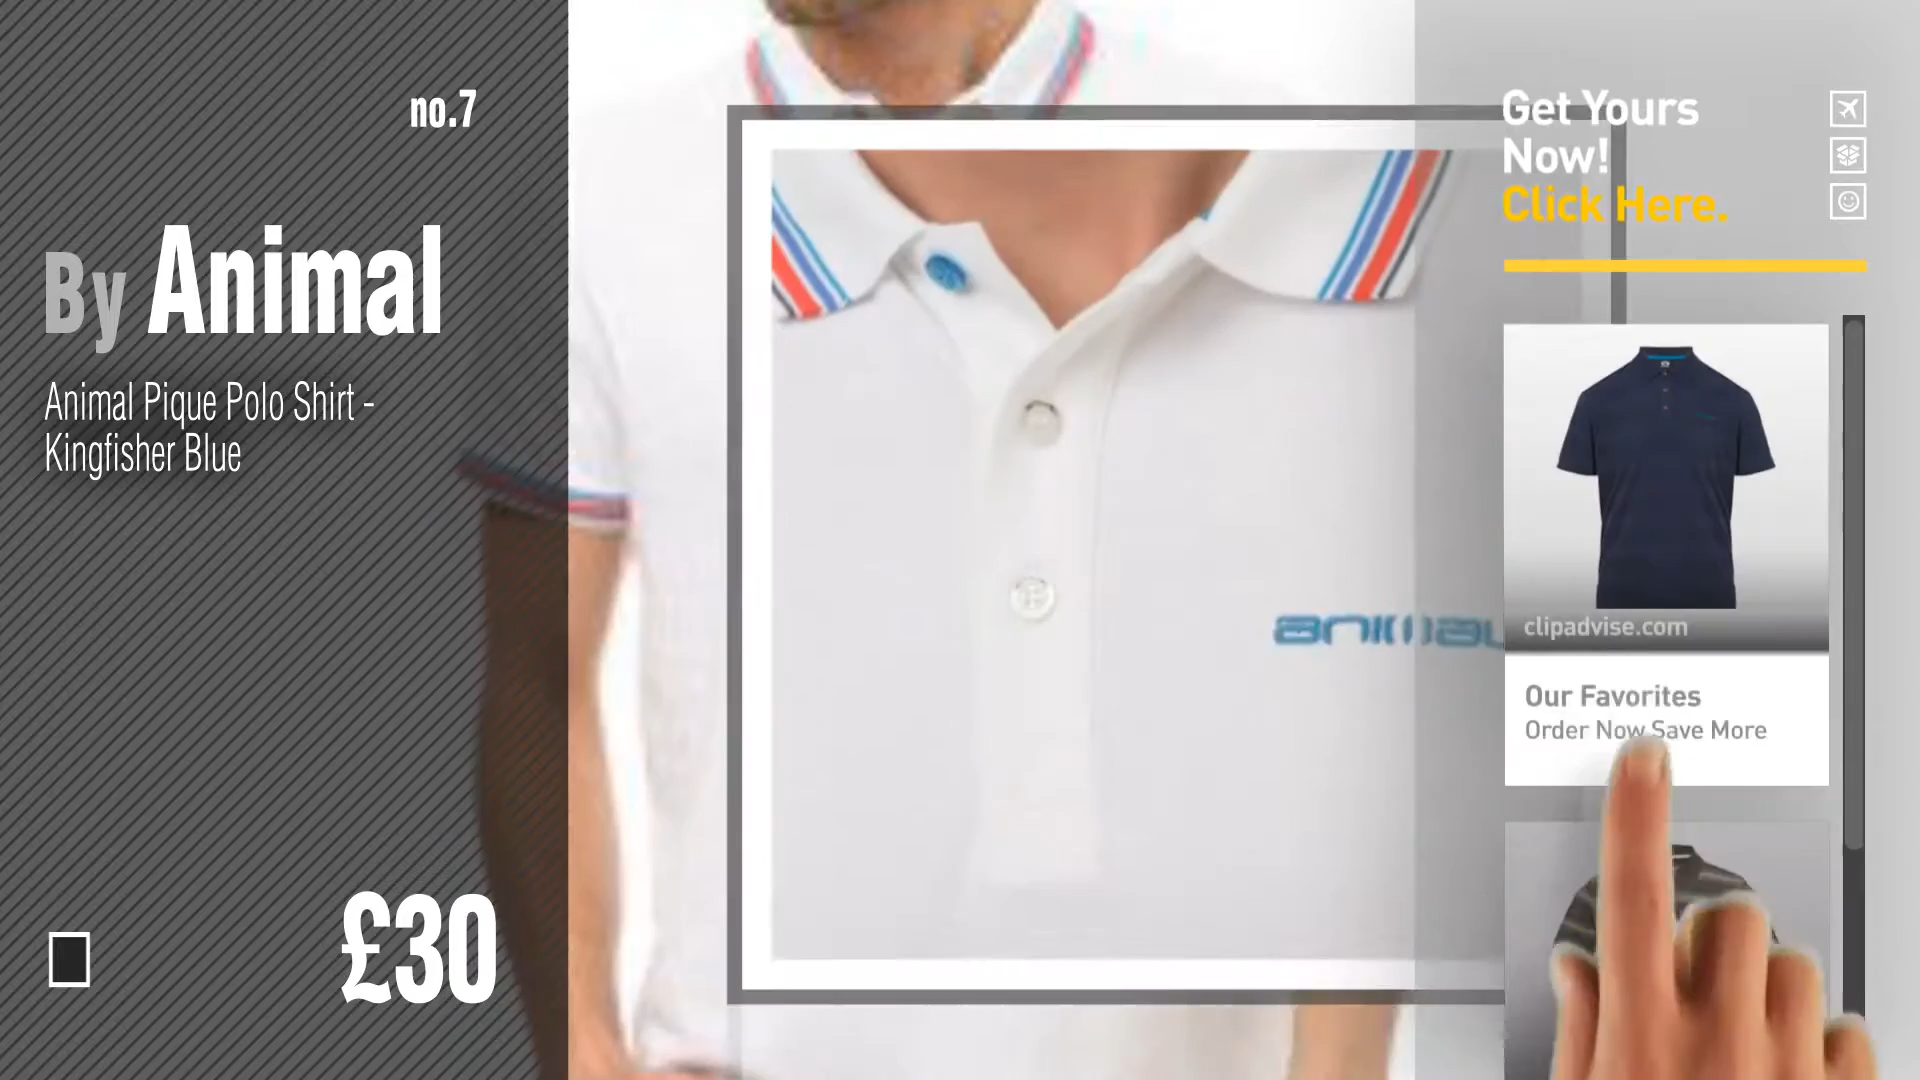 no.7
By Animal
Animal Pique Polo Shirt -
Kingfisher Blue
£30
animal
Get Yours
Now!
Click Here.
clipadvise.com
Our Favorites
Order Now Save More